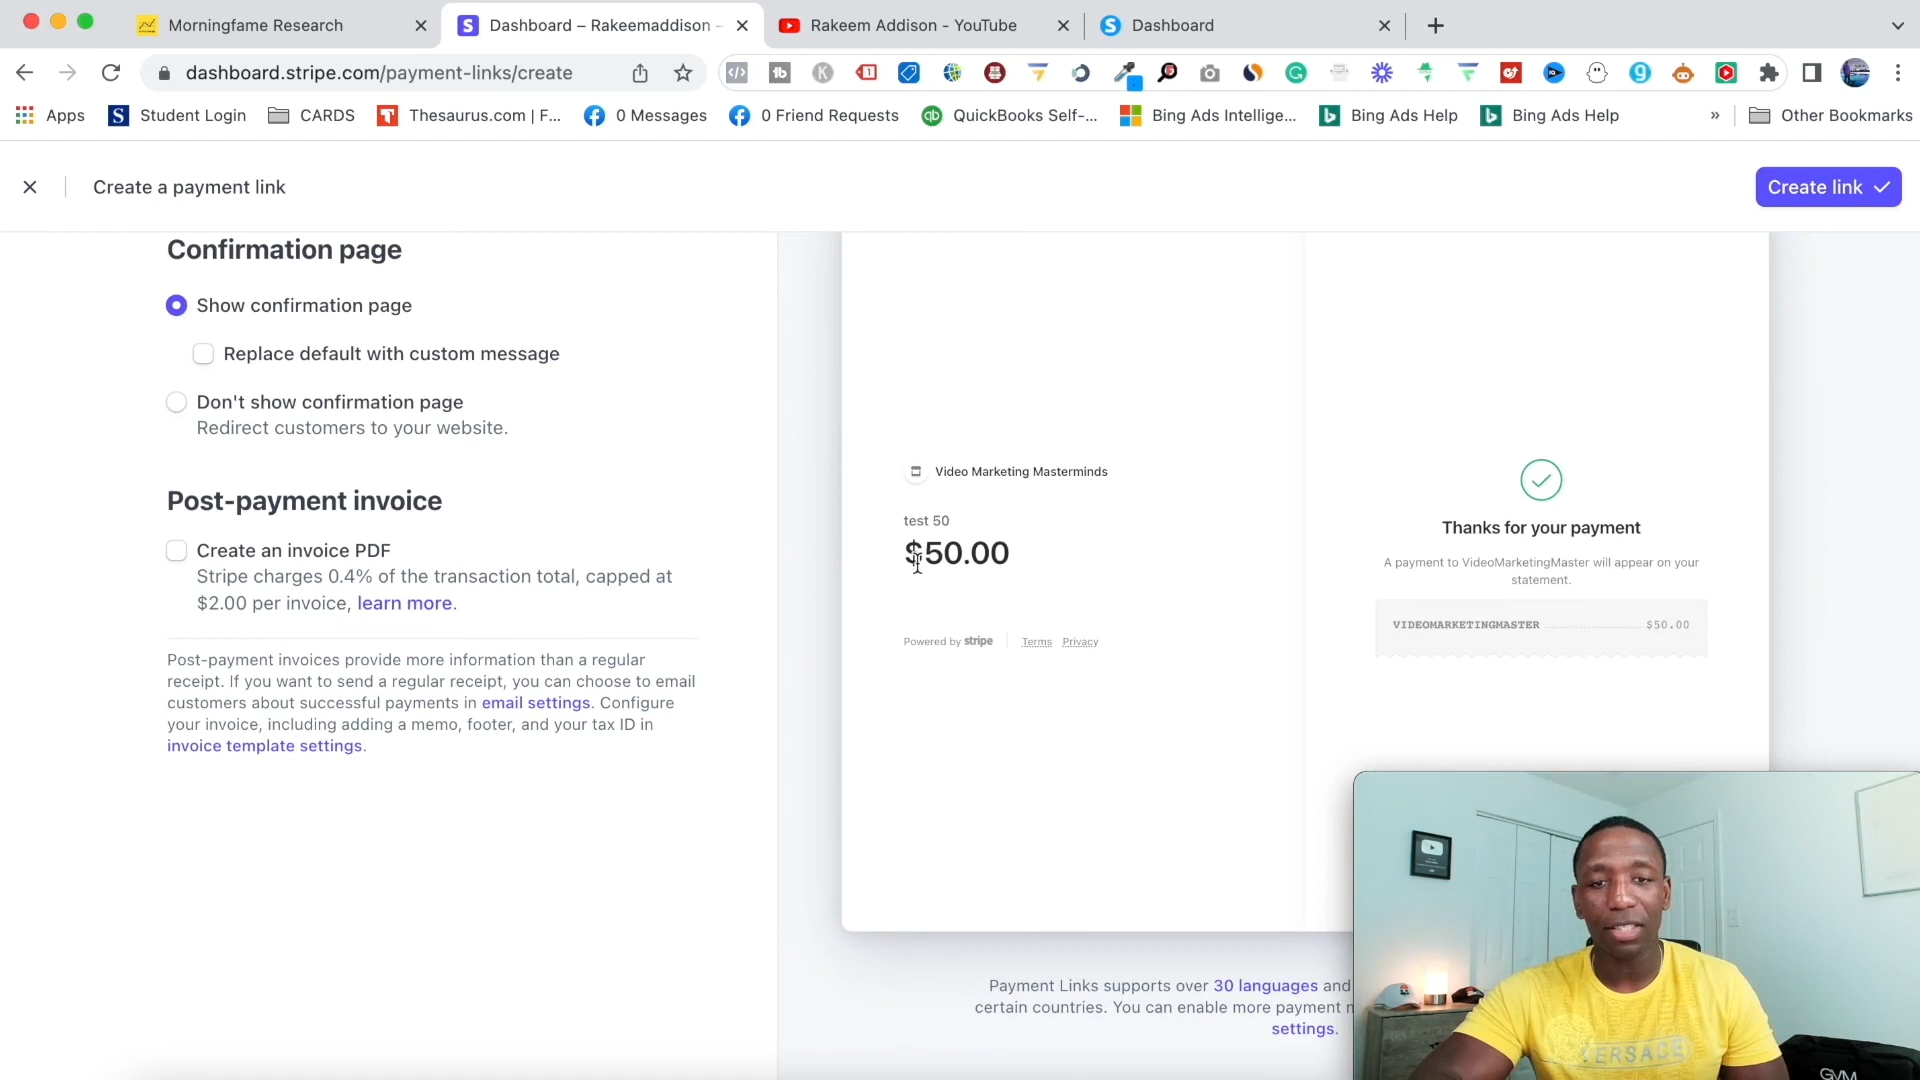 Morningfame Research
Dashboard – Rakeemaddison –
Rakeem Addison - YouTube
Dashboard
dashboard.stripe.com/payment-links/create
Apps
Student Login
CARDS
Thesaurus.com | F...
0 Messages
0 Friend Requests
QuickBooks Self-...
Bing Ads Intellige...
Bing Ads Help
Bing Ads Help
»
Other Bookmarks
Create a payment link
Create link
Confirmation page
Show confirmation page
Replace default with custom message
Don't show confirmation page
Redirect customers to your website.
Post-payment invoice
Create an invoice PDF
Stripe charges 0.4% of the transaction total, capped at
$2.00 per invoice, learn more.
Post-payment invoices provide more information than a regular
receipt. If you want to send a regular receipt, you can choose to email
customers about successful payments in email settings. Configure
your invoice, including adding a memo, footer, and your tax ID in
invoice template settings.
Video Marketing Masterminds
test 50
$50.00
Powered by stripe
Terms
Privacy
Thanks for your payment
A payment to VideoMarketingMaster will appear on your
statement.
VIDEOMARKETINGMASTER
$50.00
Payment Links supports over 30 languages and
certain countries. You can enable more payment
settings.
VERSACE
GVM